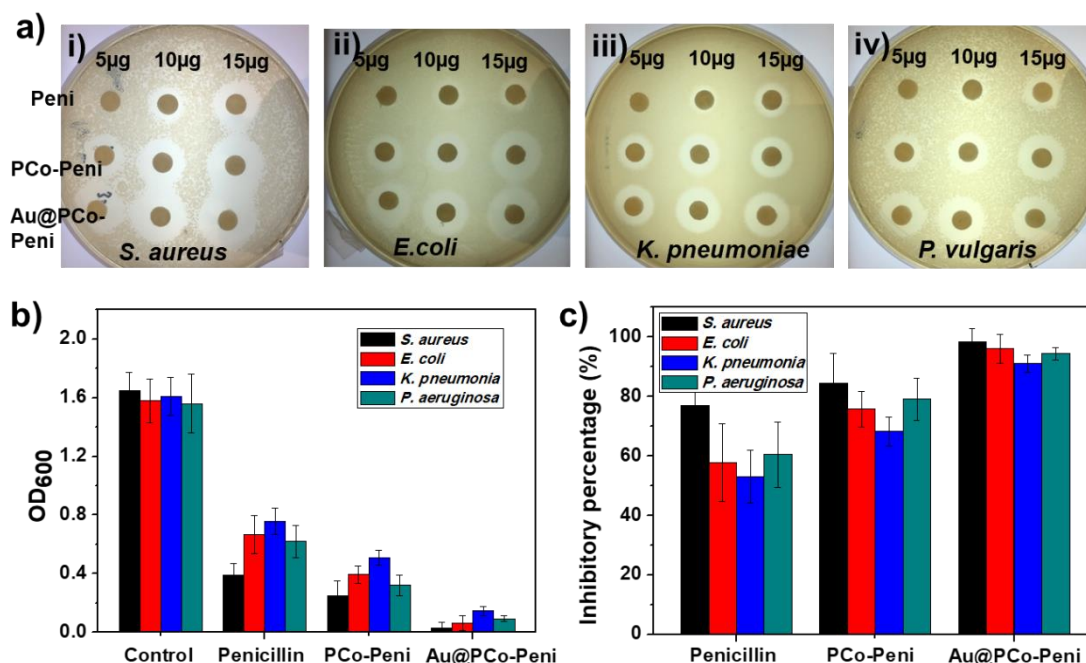 a)
i)
5µg 10µg 15µg
Peni
PCo-Peni
Au@PCo-
Peni
S. aureus
ii)
5µg 10µg 15µg
E.coli
iii)
5µg 10µg 15µg
K. pneumoniae
iv)
5µg 10µg 15µg
P. vulgaris
b)
2.0
1.6
1.2
0.8
0.4
0.0
OD600
S. aureus
E. coli
K. pneumonia
P. aeruginosa
Control Penicillin PCo-Peni Au@PCo-Peni
c)
100
80
60
40
20
0
Inhibitory percentage (%)
S. aureus
E. coli
K. pneumonia
P. aeruginosa
Penicillin PCo-Peni Au@PCo-Peni